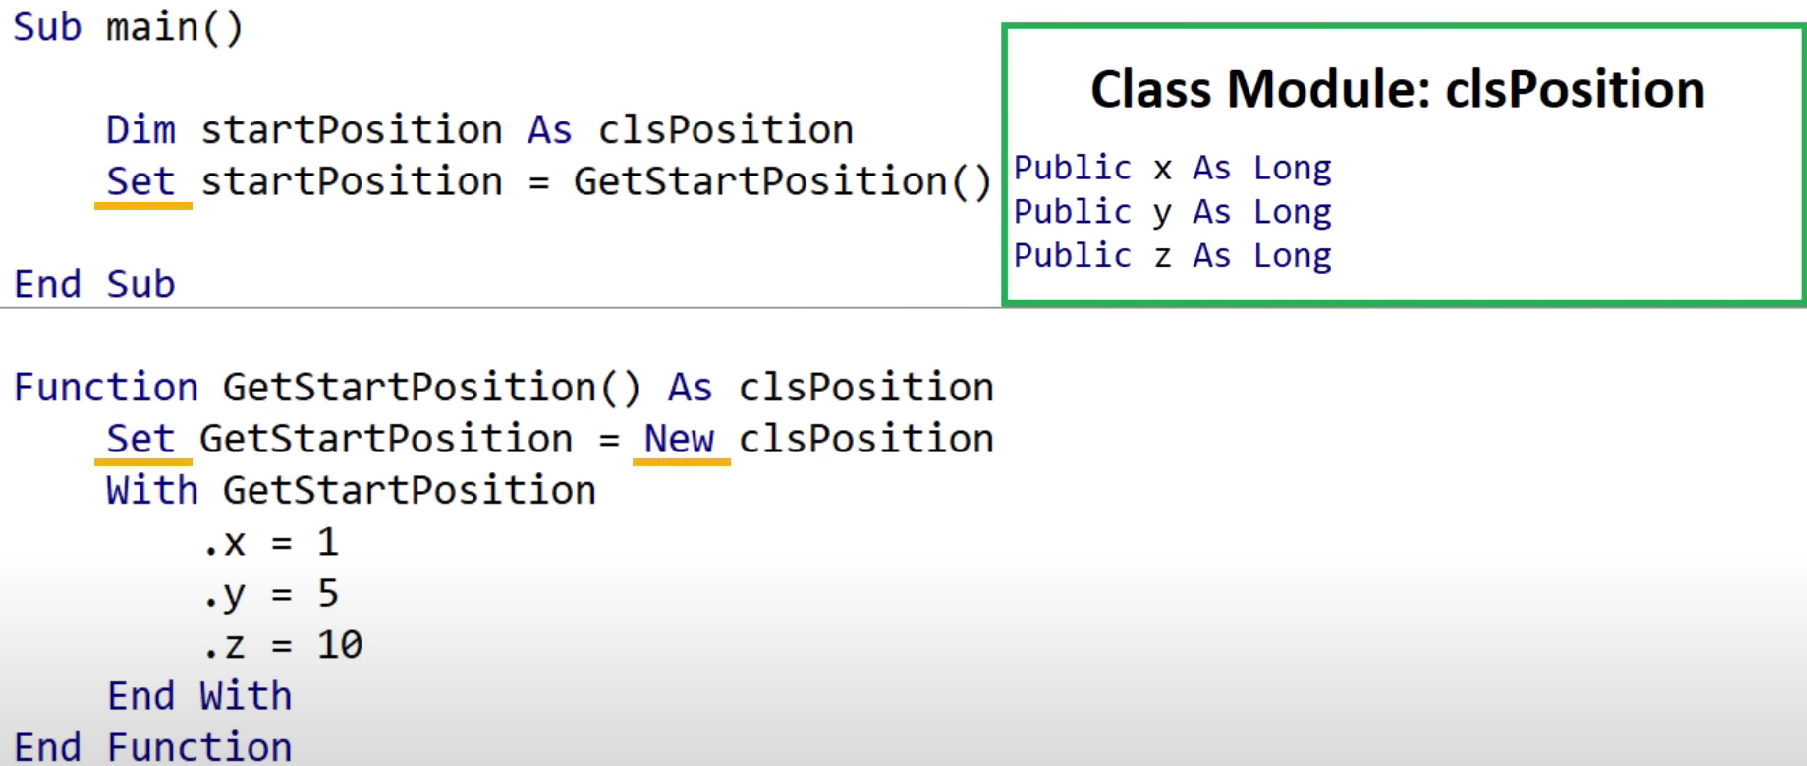 Sub main()
Dim startPosition As clsPosition
Set startPosition = GetStartPosition()
End Sub
Class Module: clsPosition
Public x As Long
Public y As Long
Public z As Long
Function GetStartPosition() As clsPosition
Set GetStartPosition = New clsPosition
With GetStartPosition
.x = 1
.y = 5
.z = 10
End With
End Function